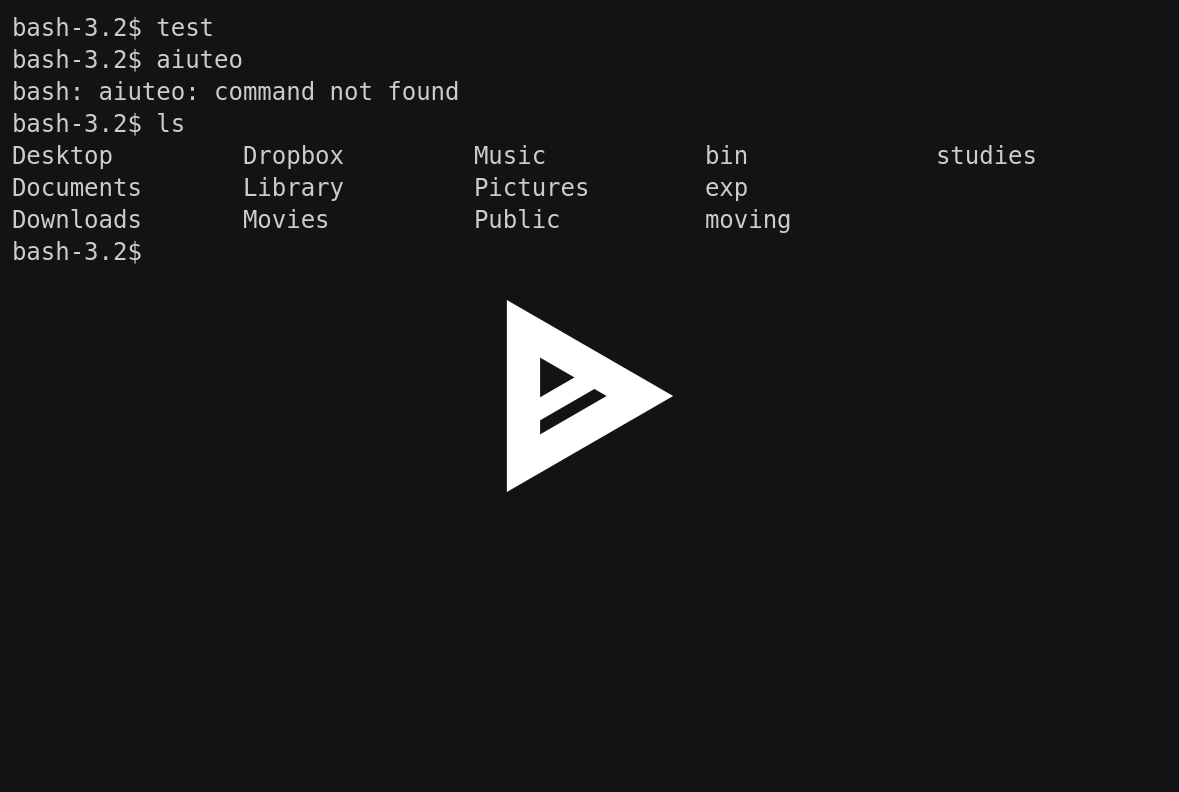 bash-3.2$ test
bash-3.2$ aiuteo
bash: aiuteo: command not found
bash-3.2$ ls
Desktop Dropbox Music bin studies
Documents Library Pictures exp
Downloads Movies Public moving
bash-3.2$